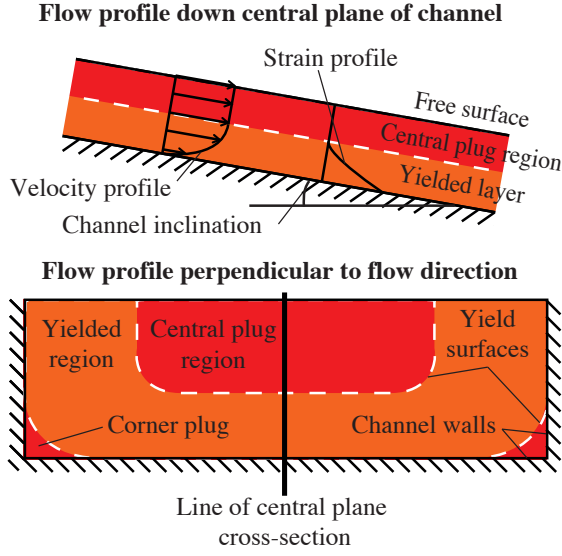 Flow profile down central plane of channel
Strain profile
Free surface
Central plug region
Yielded layer
Velocity profile
Channel inclination
Flow profile perpendicular to flow direction
Yielded
region
Central plug
region
Yield
surfaces
Corner plug
Channel walls
Line of central plane
cross-section